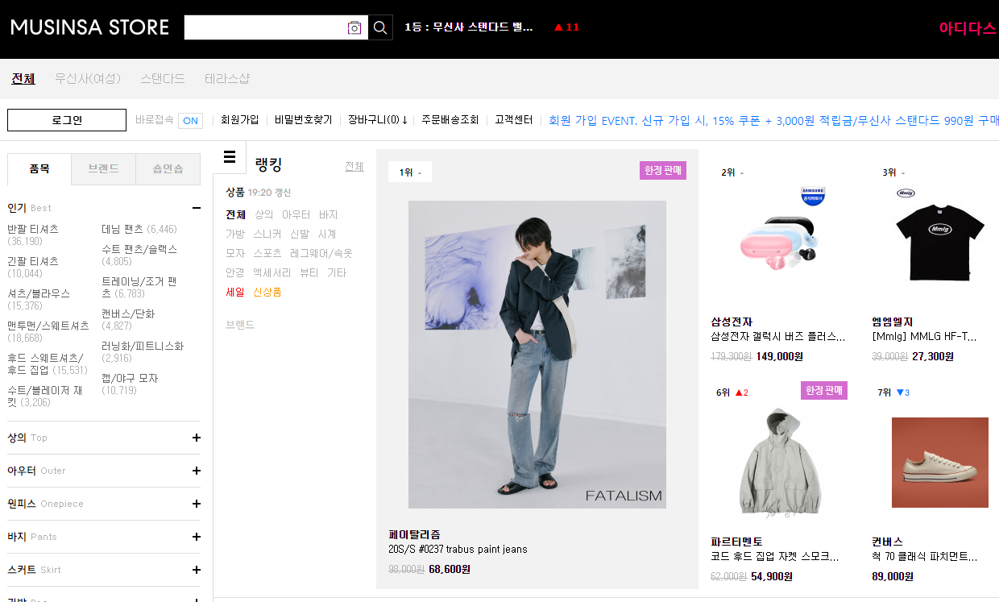 MUSINSA STORE
1등 : 무신사 스탠다드 벨... ▲ 11
아디다스
전체 우신사(여성) 스탠다드 테라스샵
로그인 바로접속 ON 회원가입 비밀번호찾기 장바구니(0)↓ 주문배송조회 고객센터 회원 가입 EVENT. 신규 가입 시, 15% 쿠폰 + 3,000원 적립금/무신사 스탠다드 990원 구매
품목 브랜드 숍인숍
인기 Best
반팔 티셔츠
(36,190)
긴팔 티셔츠
(10,044)
셔츠/블라우스
(15,376)
맨투맨/스웨트셔츠
(18,668)
후드 스웨트셔츠/
후드 집업 (15,531)
수트/블레이저 재
킷 (3,206)
데님 팬츠 (6,446)
수트 팬츠/슬랙스
(4,805)
트레이닝/조거 팬
츠 (6,783)
캔버스/단화
(4,827)
러닝화/피트니스화
(2,916)
캡/야구 모자
(10,719)
상의 Top
아우터 Outer
원피스 Onepiece
바지 Pants
스커트 Skirt
가방 Bag
랭킹 전체
상품 19:20 갱신
전체 상의 아우터 바지
가방 스니커 신발 시계
모자 스포츠 레그웨어/속옷
안경 액세서리 뷰티 기타
세일 신상품
브랜드
1위 -
한정 판매
FATALISM
페이탈리즘
20S/S #0237 trabus paint jeans
98,000원 68,600원
2위 -
SAMSUNG
공식파트너
삼성전자
삼성전자 갤럭시 버즈 플러스...
179,300원 149,000원
3위 -
Mmlg
Mmlg
엠엠엘지
[Mmlg] MMLG HF-T...
39,000원 27,300원
6위 ▲2
한정 판매
파르티멘토
코드 후드 집업 자켓 스모크...
62,000원 54,900원
7위 ▼3
컨버스
척 70 클래식 파치먼트...
89,000원